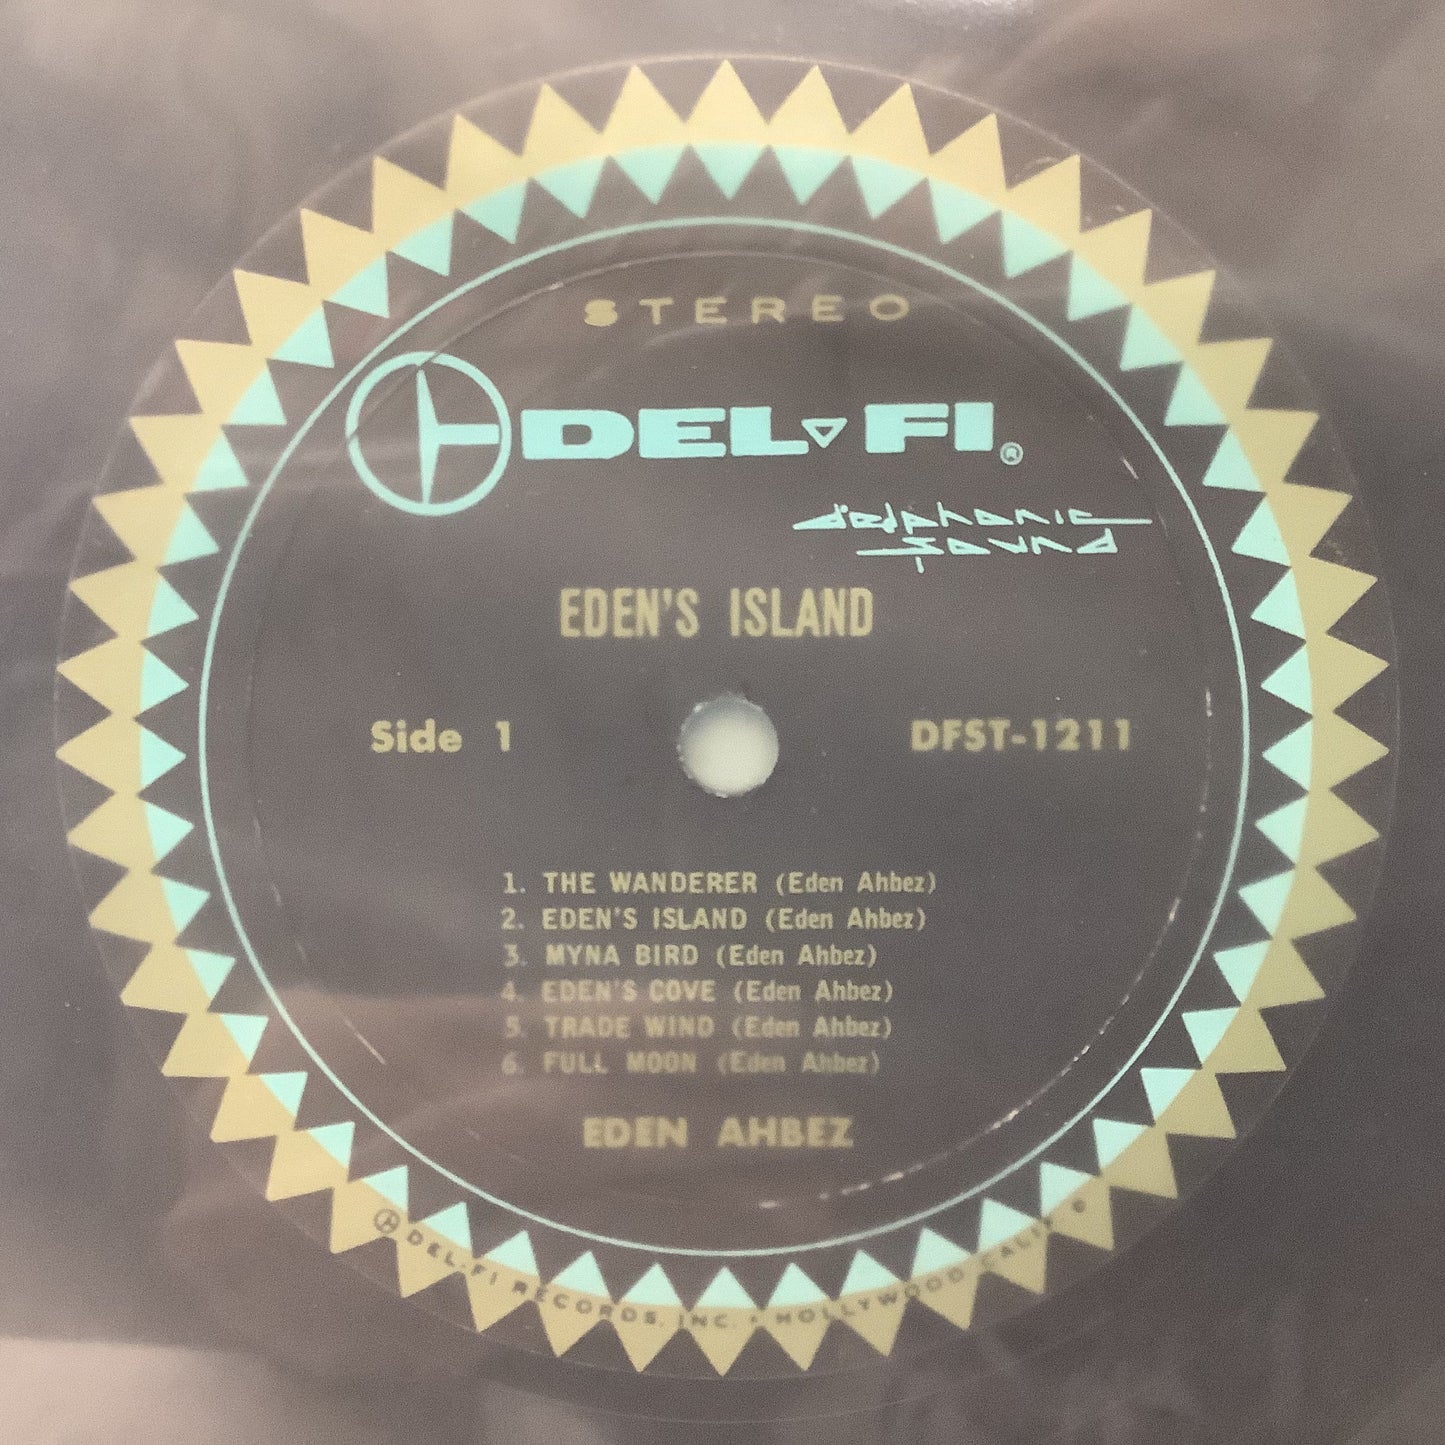 STEREO
DEL-FI ®
delphonic
sound
EDEN'S ISLAND
Side 1
DFST-1211
1. THE WANDERER (Eden Ahbez)
2. EDEN'S ISLAND (Eden Ahbez)
3. MYNA BIRD (Eden Ahbez)
4. EDEN'S COVE (Eden Ahbez)
5. TRADE WIND (Eden Ahbez)
6. FULL MOON (Eden Ahbez)
EDEN AHBEZ
DEL-FI RECORDS, INC. • HOLLYWOOD CALIF